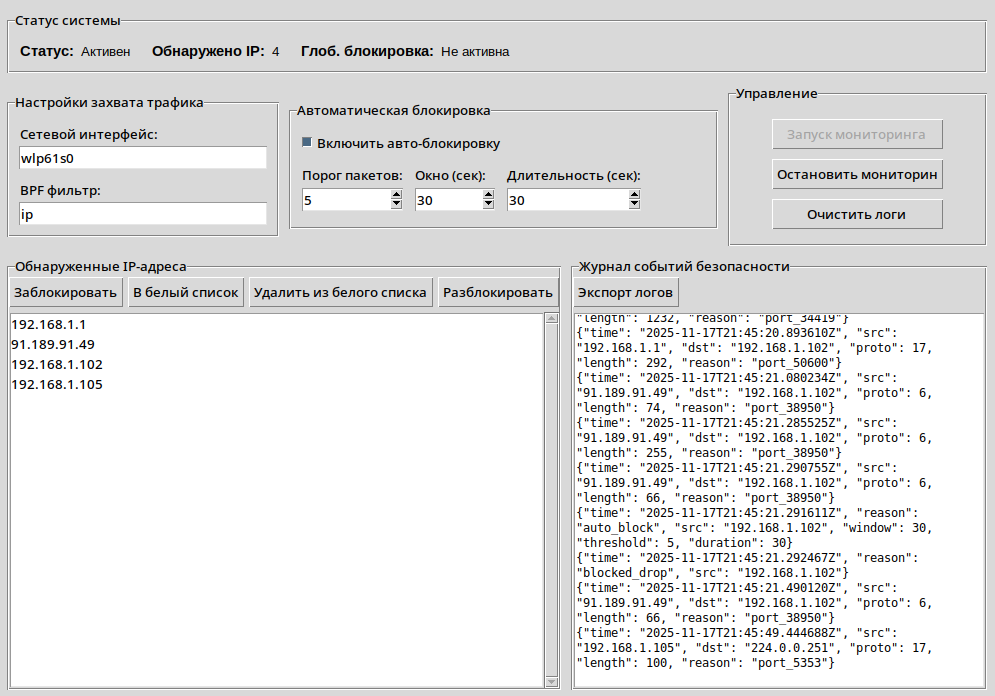 Статус системы
Статус: Активен Обнаружено IP: 4 Глоб. блокировка: Не активна
Настройки захвата трафика
Сетевой интерфейс:
wlp61s0
BPF фильтр:
ip
Автоматическая блокировка
Включить авто-блокировку
Порог пакетов: Окно (сек): Длительность (сек):
5 30 30
Управление
Запуск мониторинга
Остановить мониторин
Очистить логи
Обнаруженные IP-адреса
Заблокировать В белый список Удалить из белого списка Разблокировать
192.168.1.1
91.189.91.49
192.168.1.102
192.168.1.105
Журнал событий безопасности
Экспорт логов
"length": 1232, "reason": "port_34419"}
{"time": "2025-11-17T21:45:20.893610Z", "src":
"192.168.1.1", "dst": "192.168.1.102", "proto": 17,
"length": 292, "reason": "port_50600"}
{"time": "2025-11-17T21:45:21.080234Z", "src":
"91.189.91.49", "dst": "192.168.1.102", "proto": 6,
"length": 74, "reason": "port_38950"}
{"time": "2025-11-17T21:45:21.285525Z", "src":
"91.189.91.49", "dst": "192.168.1.102", "proto": 6,
"length": 255, "reason": "port_38950"}
{"time": "2025-11-17T21:45:21.290755Z", "src":
"91.189.91.49", "dst": "192.168.1.102", "proto": 6,
"length": 66, "reason": "port_38950"}
{"time": "2025-11-17T21:45:21.291611Z", "reason":
"auto_block", "src": "192.168.1.102", "window": 30,
"threshold": 5, "duration": 30}
{"time": "2025-11-17T21:45:21.292467Z", "reason":
"blocked_drop", "src": "192.168.1.102"}
{"time": "2025-11-17T21:45:21.490120Z", "src":
"91.189.91.49", "dst": "192.168.1.102", "proto": 6,
"length": 66, "reason": "port_38950"}
{"time": "2025-11-17T21:45:49.444688Z", "src":
"192.168.1.105", "dst": "224.0.0.251", "proto": 17,
"length": 100, "reason": "port_5353"}